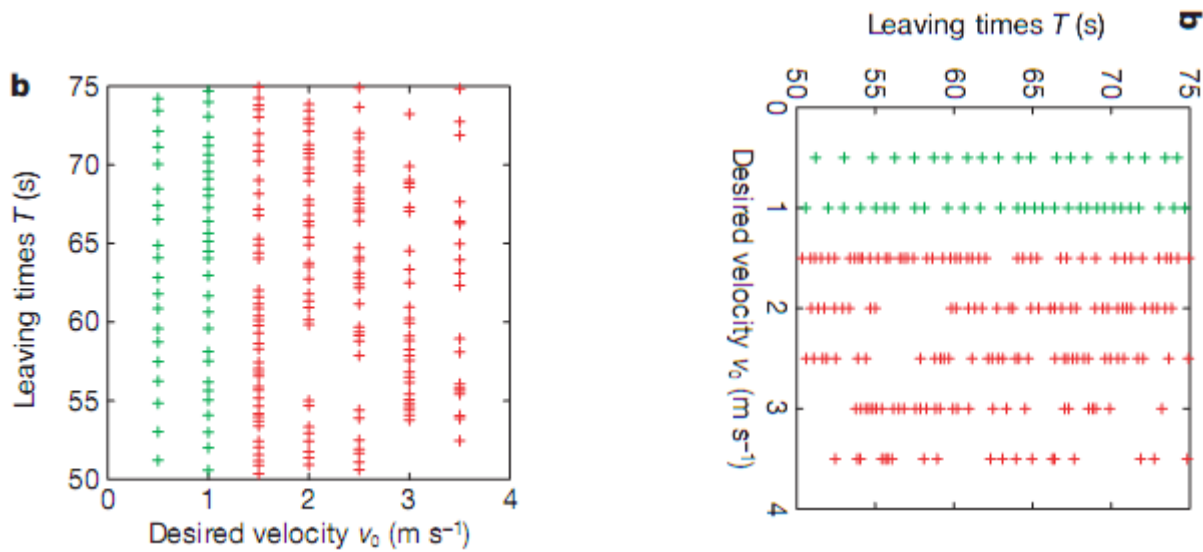 b
75
70
65
60
55
50
Leaving times T (s)
0 1 2 3 4
Desired velocity v₀ (m s⁻¹)
Leaving times T (s)
b
50 55 60 65 70 75
0
1
2
3
4
Desired velocity v₀ (m s⁻¹)